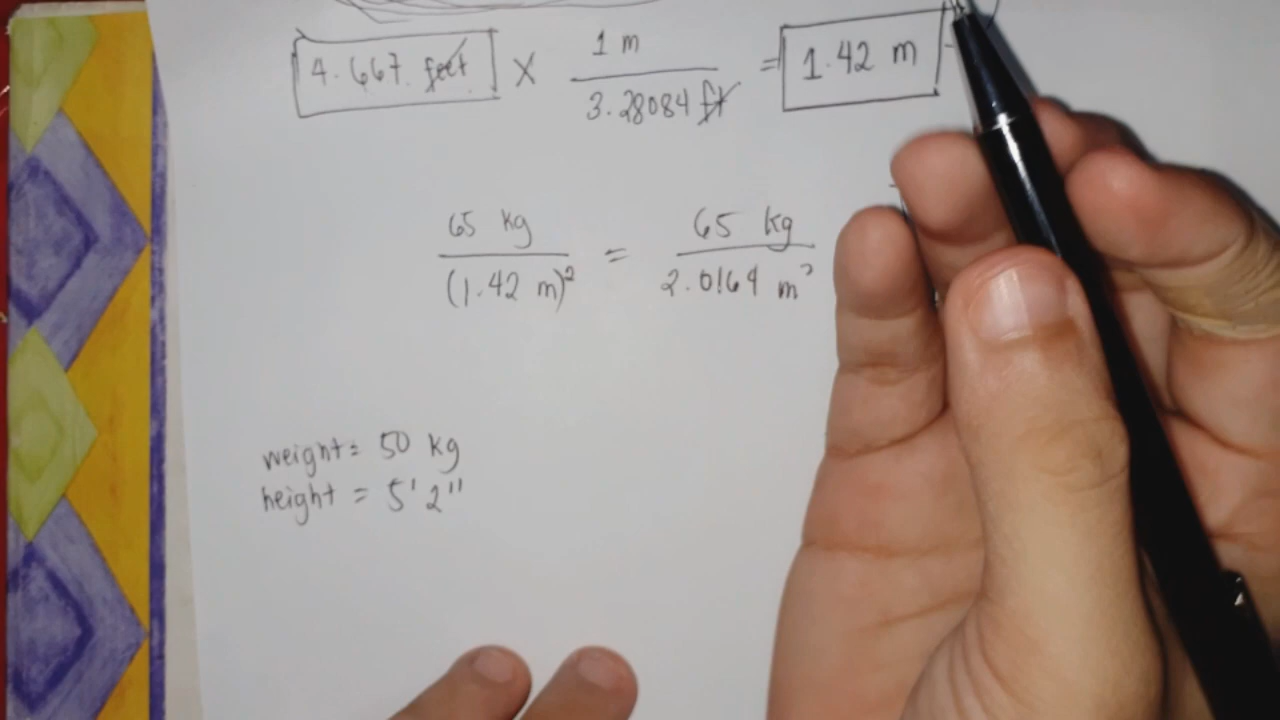 4.667 feet X 1 m / 3.28084 ft = 1.42 m
65 kg / (1.42 m)² = 65 kg / 2.0164 m²
weight = 50 kg
height = 5' 2"